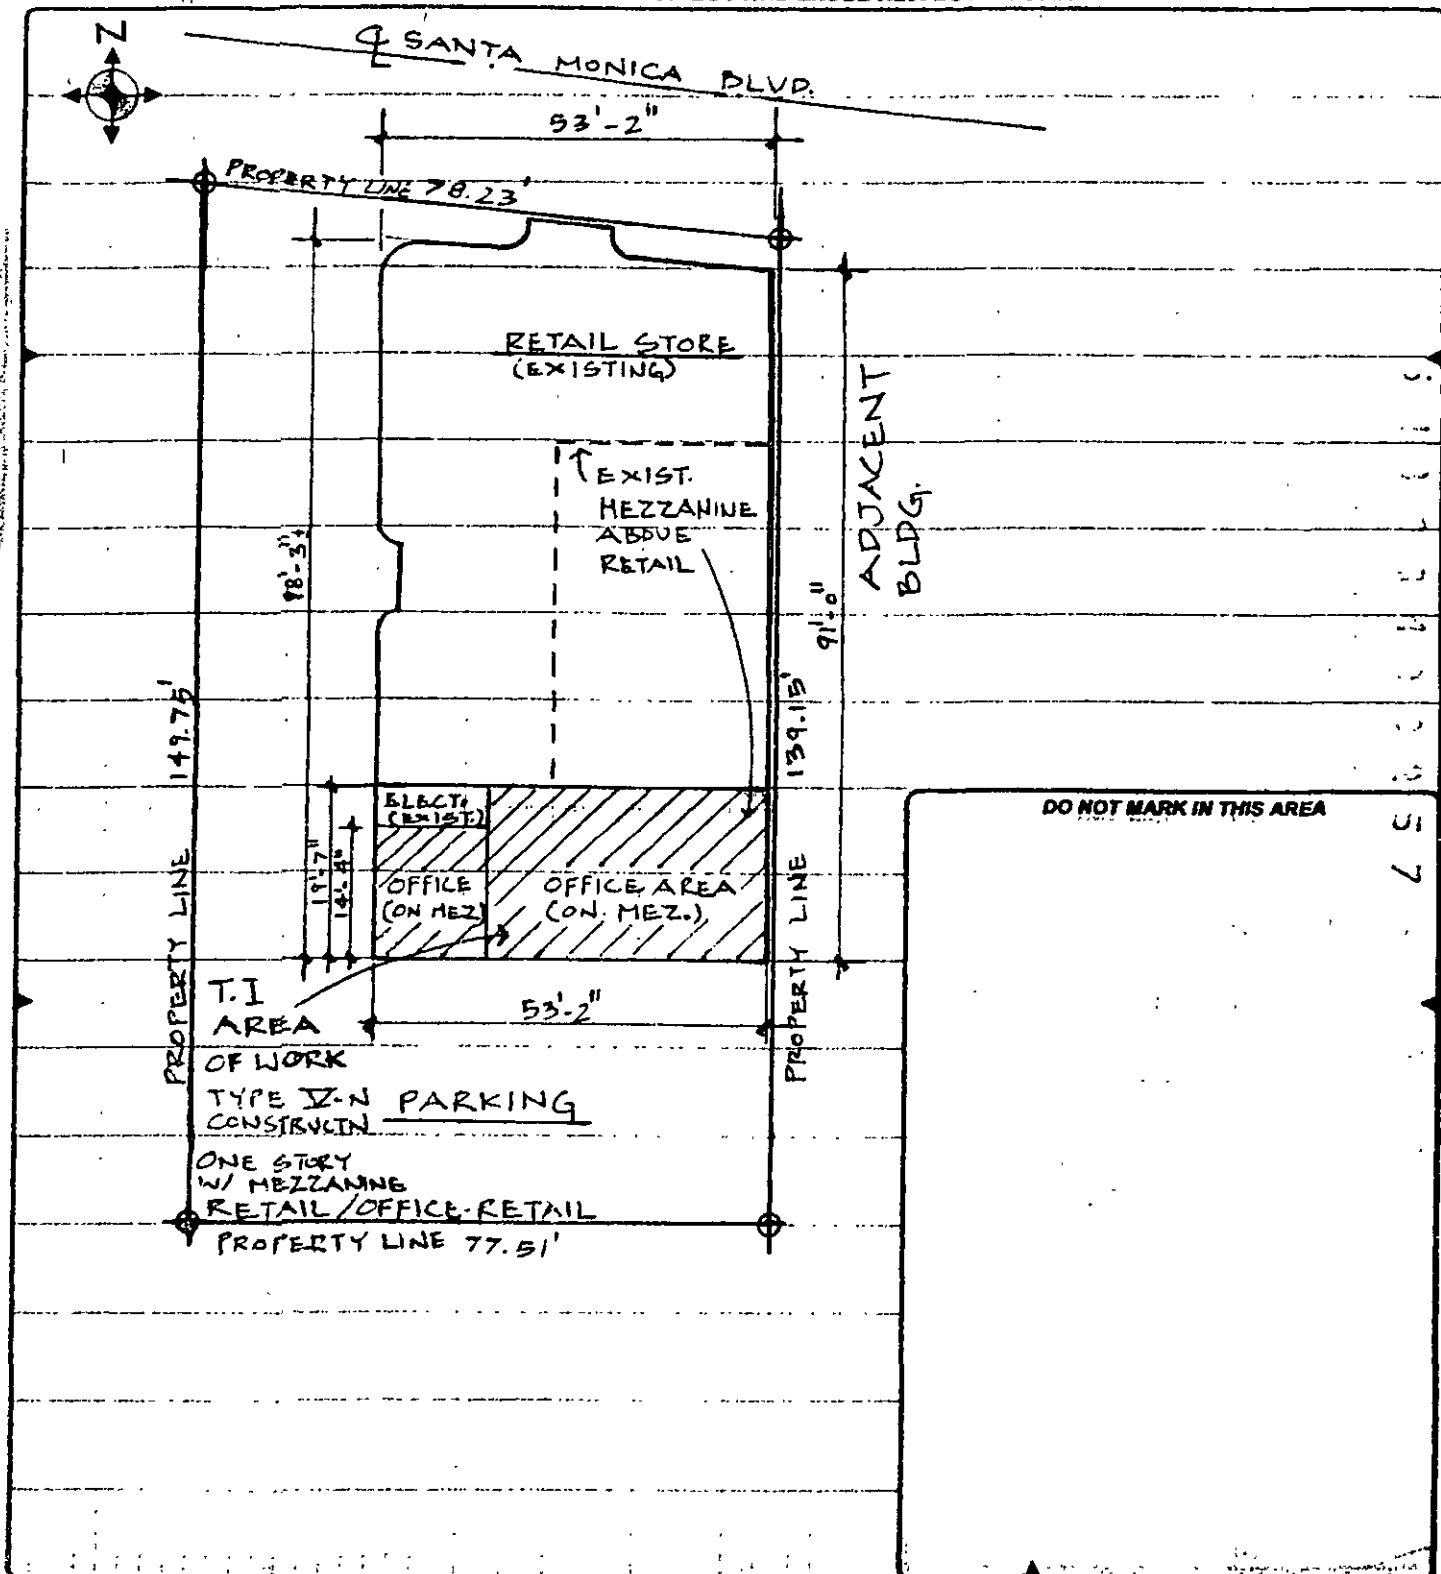 N
℄ SANTA MONICA BLVD.
53'-2"
PROPERTY LINE 78.23'
RETAIL STORE
(EXISTING)
↑ EXIST.
MEZZANINE
ABOVE
RETAIL
ADJACENT
BLDG.
98'-3"±
91'-0"
PROPERTY LINE 149.75'
PROPERTY LINE 139.15'
ELECT.
(EXIST.)
19'-7"
14'-4"
OFFICE
(ON MEZ)
OFFICE AREA
(ON. MEZ.)
DO NOT MARK IN THIS AREA
T.I
AREA
OF WORK
53'-2"
TYPE V-N
CONSTRUCTN
PARKING
ONE STORY
W/ MEZZANINE
RETAIL/OFFICE-RETAIL
PROPERTY LINE 77.51'